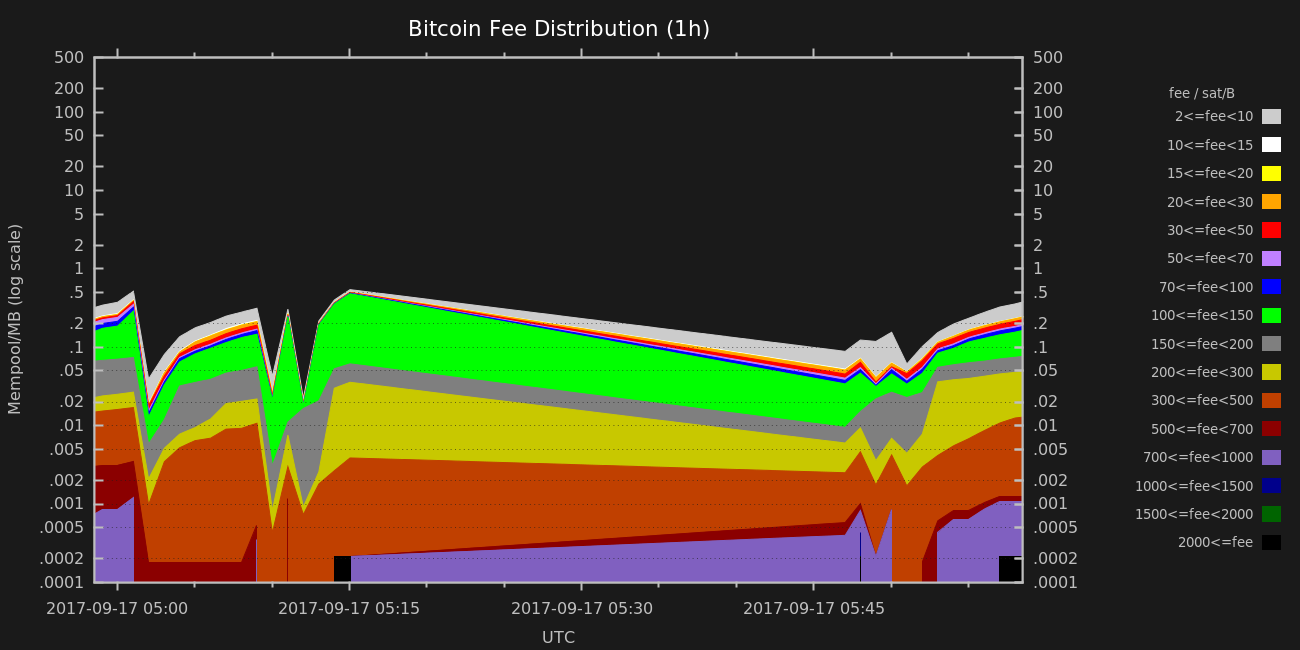 Bitcoin Fee Distribution (1h)
Mempool/MB (log scale)
500
200
100
50
20
10
5
2
1
.5
.2
.1
.05
.02
.01
.005
.002
.001
.0005
.0002
.0001
500
200
100
50
20
10
5
2
1
.5
.2
.1
.05
.02
.01
.005
.002
.001
.0005
.0002
.0001
fee / sat/B
2<=fee<10
10<=fee<15
15<=fee<20
20<=fee<30
30<=fee<50
50<=fee<70
70<=fee<100
100<=fee<150
150<=fee<200
200<=fee<300
300<=fee<500
500<=fee<700
700<=fee<1000
1000<=fee<1500
1500<=fee<2000
2000<=fee
2017-09-17 05:00 2017-09-17 05:15 2017-09-17 05:30 2017-09-17 05:45
UTC